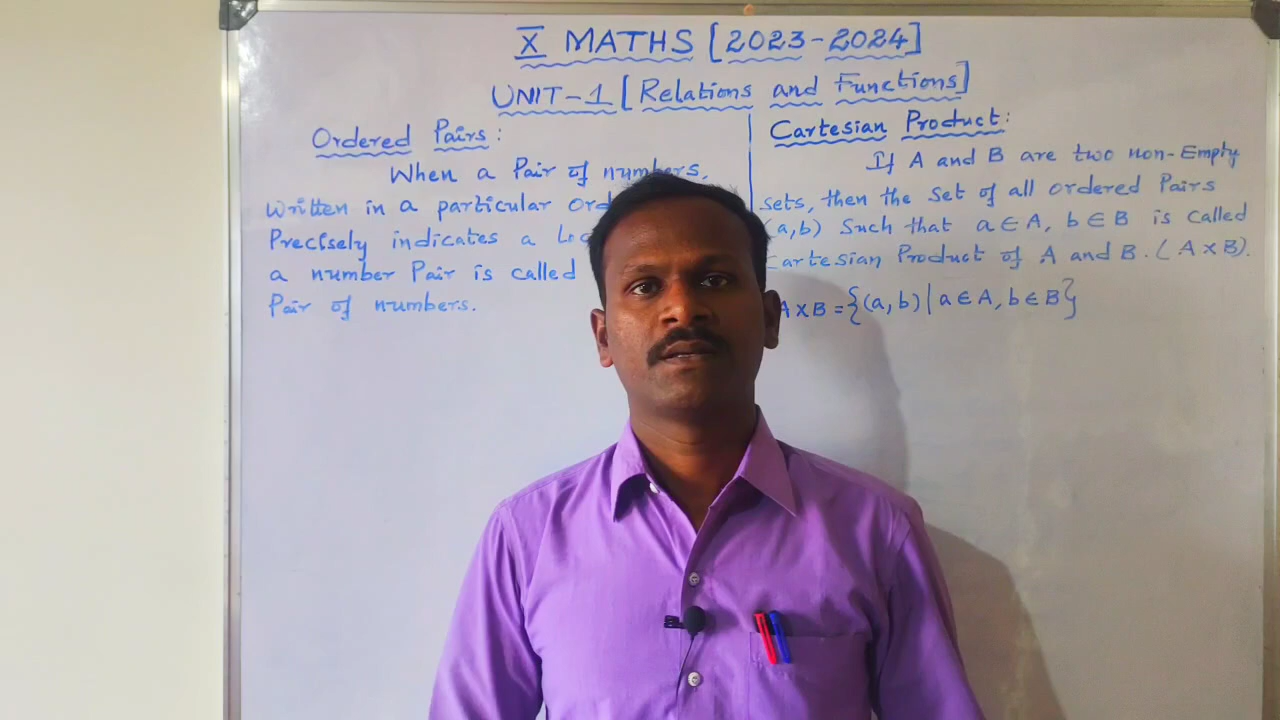 X MATHS [2023-2024]
UNIT-1 [Relations and Functions]
Ordered Pairs:
When a Pair of numbers,
Written in a particular
Precisely indicates a
a number Pair is called
Pair of numbers.
Cartesian Product:
If A and B are two non-Empty
sets, then the set of all ordered Pairs
(a,b) Such that a∈A, b∈B is called
Cartesian Product of A and B. (A×B).
A×B = {(a,b) | a∈A, b∈B}